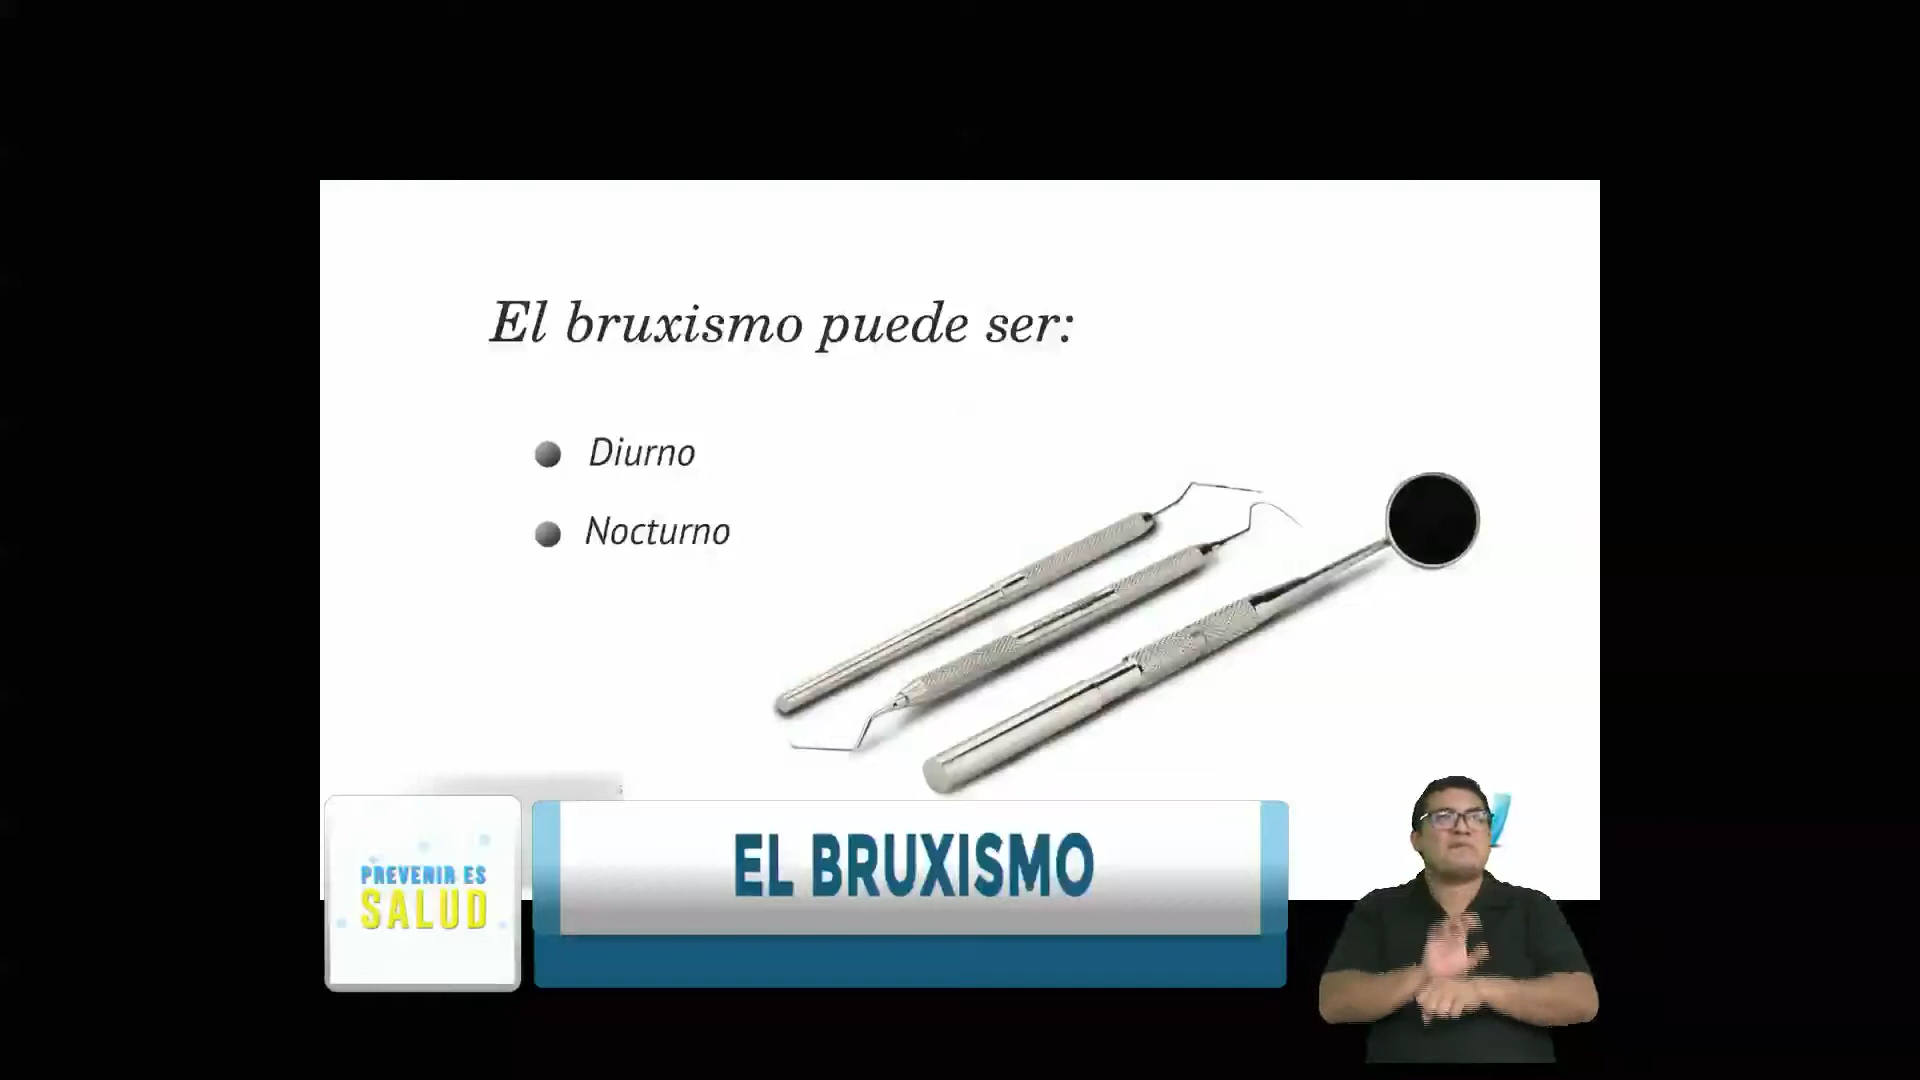 El bruxismo puede ser:
Diurno
Nocturno
PREVENIR ES
SALUD
EL BRUXISMO